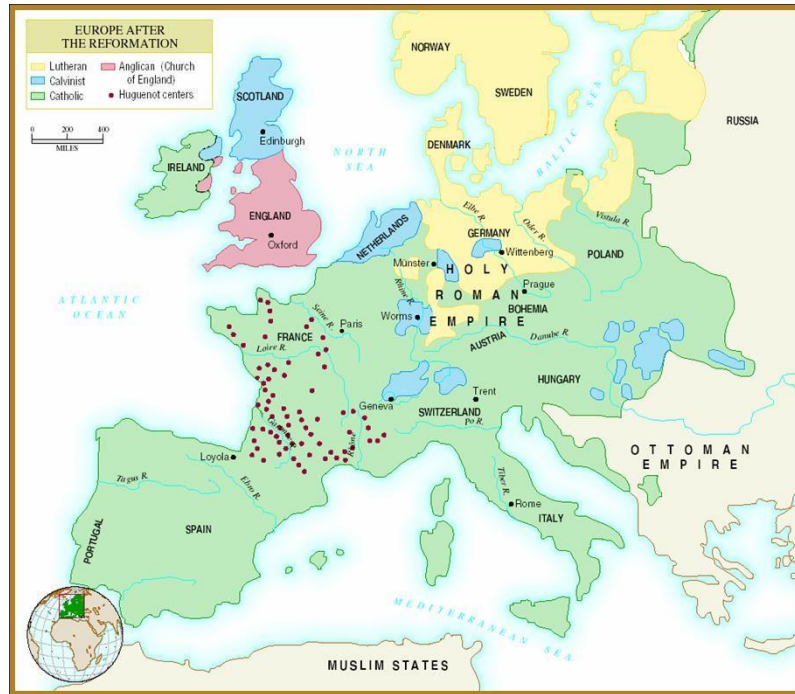 EUROPE AFTER
THE REFORMATION
Lutheran
Calvinist
Catholic
Anglican (Church
of England)
Huguenot centers
0 200 400
MILES
NORWAY
SWEDEN
RUSSIA
SCOTLAND
Edinburgh
NORTH
SEA
DENMARK
BALTIC SEA
IRELAND
ENGLAND
Oxford
NETHERLANDS
Elbe R.
Oder R.
Vistula R.
GERMANY
Wittenberg
POLAND
Münster
HOLY
ROMAN
EMPIRE
Prague
BOHEMIA
Rhine R.
Worms
ATLANTIC
OCEAN
Seine R.
Paris
FRANCE
Loire R.
AUSTRIA
Danube R.
HUNGARY
Geneva
SWITZERLAND
Trent
Po R.
Rhône
Loyola
Tagus R.
Ebro R.
Tiber R.
Rome
ITALY
OTTOMAN
EMPIRE
PORTUGAL
SPAIN
MEDITERRANEAN SEA
MUSLIM STATES